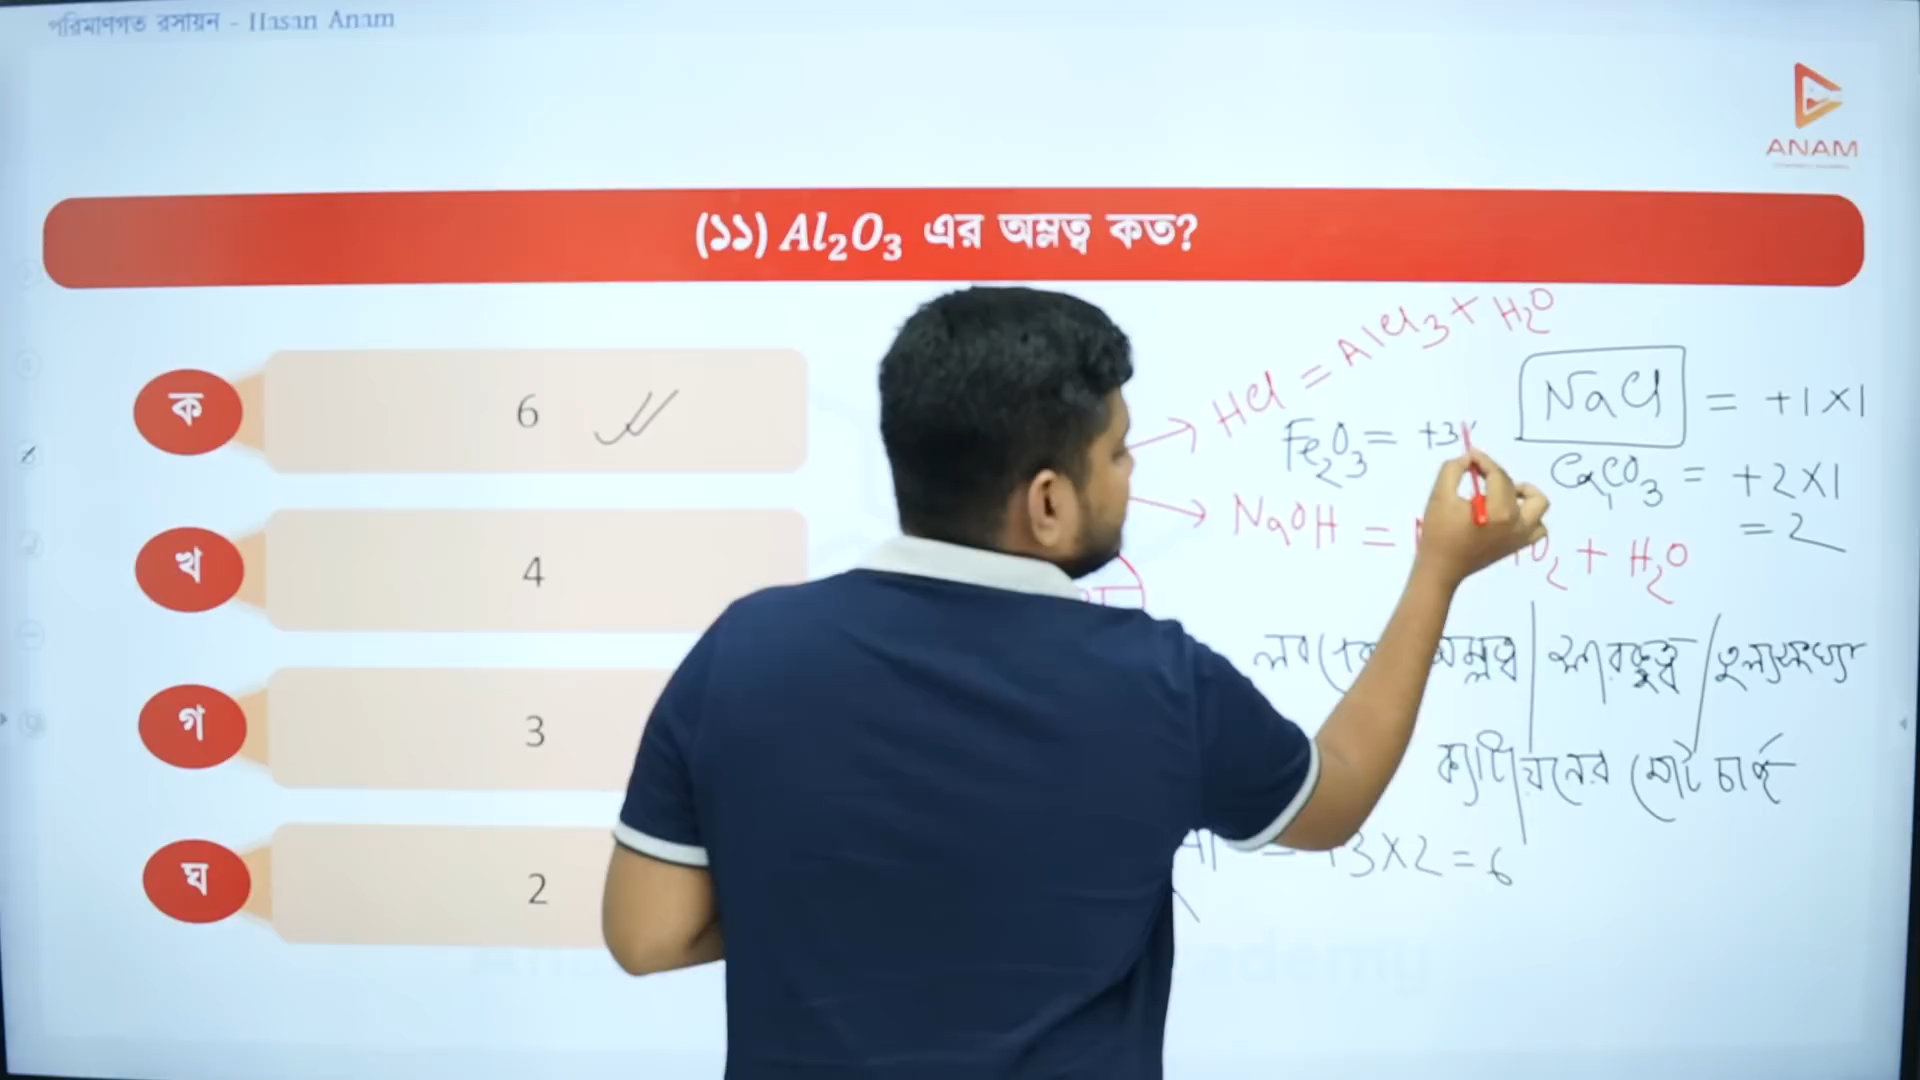 পরিমাণগত রসায়ন - Hasan Anam
ANAM
(১১) Al₂O₃ এর অম্লত্ব কত?
ক 6
খ 4
গ 3
ঘ 2
HCl = AlCl₃ + H₂O
NaCl = +1×1
Fe₂O₃ = +3
CaCO₃ = +2×1
= 2
NaOH = O₂ + H₂O
অম্লত্ব / ক্ষারকত্ব / তুল্যসংখ্যা
ক্যাটায়নের মোট চার্জ
3×2=6